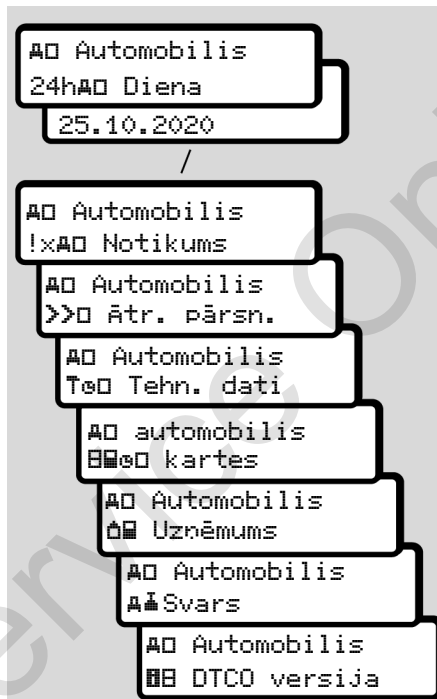 Automobilis
24h Diena
25.10.2020
/
Automobilis
!x Notikums
Automobilis
>> Ātr. pārsn.
Automobilis
Tehn. dati
automobilis
kartes
Automobilis
Uzņēmums
Automobilis
Svars
Automobilis
DTCO versija